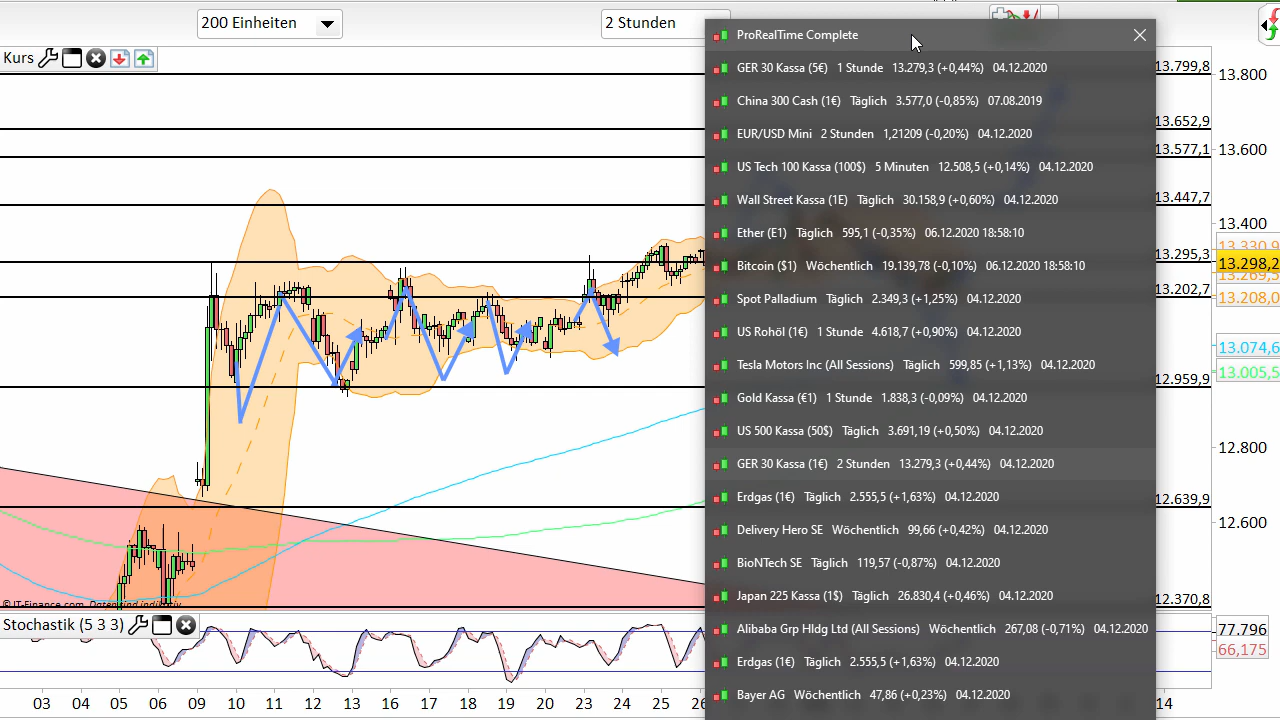 200 Einheiten
2 Stunden
Kurs
ProRealTime Complete
GER 30 Kassa (5€) 1 Stunde 13.279,3 (+0,44%) 04.12.2020
China 300 Cash (1€) Täglich 3.577,0 (-0,85%) 07.08.2019
EUR/USD Mini 2 Stunden 1,21209 (-0,20%) 04.12.2020
US Tech 100 Kassa (100$) 5 Minuten 12.508,5 (+0,14%) 04.12.2020
Wall Street Kassa (1E) Täglich 30.158,9 (+0,60%) 04.12.2020
Ether (E1) Täglich 595,1 (-0,35%) 06.12.2020 18:58:10
Bitcoin ($1) Wöchentlich 19.139,78 (-0,10%) 06.12.2020 18:58:10
Spot Palladium Täglich 2.349,3 (+1,25%) 04.12.2020
US Rohöl (1€) 1 Stunde 4.618,7 (+0,90%) 04.12.2020
Tesla Motors Inc (All Sessions) Täglich 599,85 (+1,13%) 04.12.2020
Gold Kassa (€1) 1 Stunde 1.838,3 (-0,09%) 04.12.2020
US 500 Kassa (50$) Täglich 3.691,19 (+0,50%) 04.12.2020
GER 30 Kassa (1€) 2 Stunden 13.279,3 (+0,44%) 04.12.2020
Erdgas (1€) Täglich 2.555,5 (+1,63%) 04.12.2020
Delivery Hero SE Wöchentlich 99,66 (+0,42%) 04.12.2020
BioNTech SE Täglich 119,57 (-0,87%) 04.12.2020
Japan 225 Kassa (1$) Täglich 26.830,4 (+0,46%) 04.12.2020
Alibaba Grp Hldg Ltd (All Sessions) Wöchentlich 267,08 (-0,71%) 04.12.2020
Erdgas (1€) Täglich 2.555,5 (+1,63%) 04.12.2020
Bayer AG Wöchentlich 47,86 (+0,23%) 04.12.2020
13.799,8
13.652,9
13.577,1
13.447,7
13.295,3
13.202,7
12.959,9
12.639,9
12.370,8
13.800
13.600
13.400
13.330,9
13.298,2
13.269,5
13.208,0
13.074,6
13.005,5
12.800
12.600
© IT-Finance.com Datenstand indikativ
Stochastik (5 3 3)
77.796
66,175
03 04 05 06 09 10 11 12 13 16 17 18 19 20 23 24 25 26 14